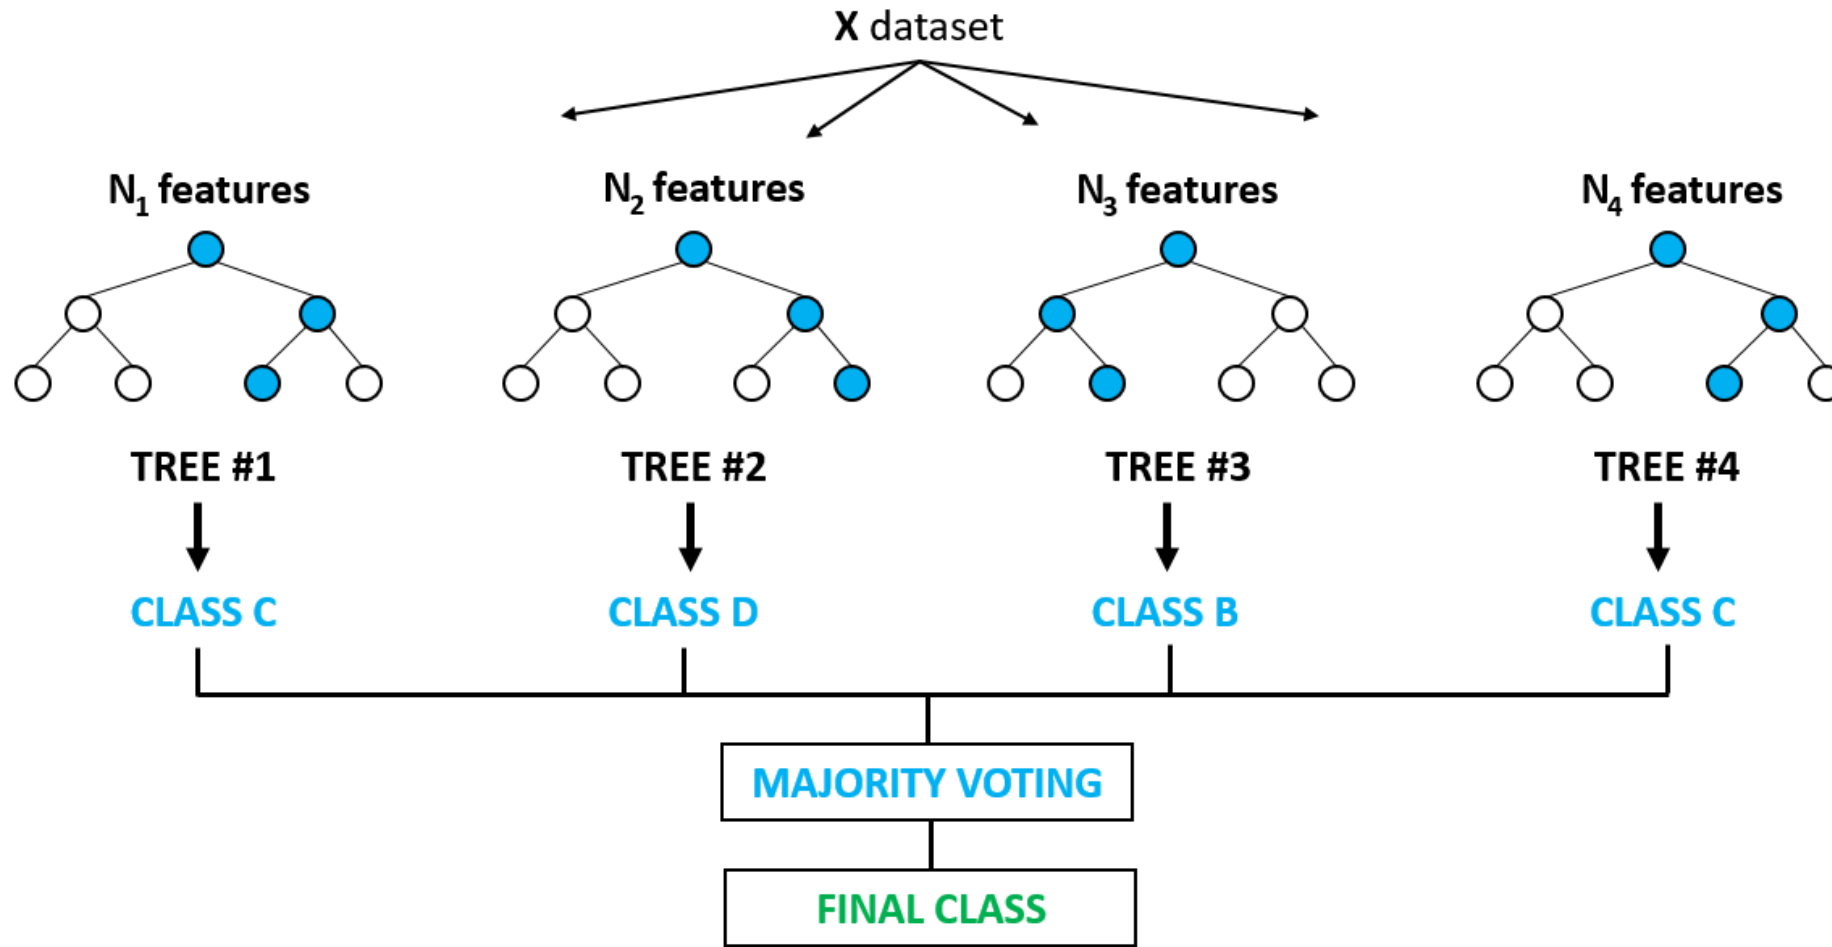 X dataset
N₁ features
N₂ features
N₃ features
N₄ features
TREE #1
TREE #2
TREE #3
TREE #4
CLASS C
CLASS D
CLASS B
CLASS C
MAJORITY VOTING
FINAL CLASS